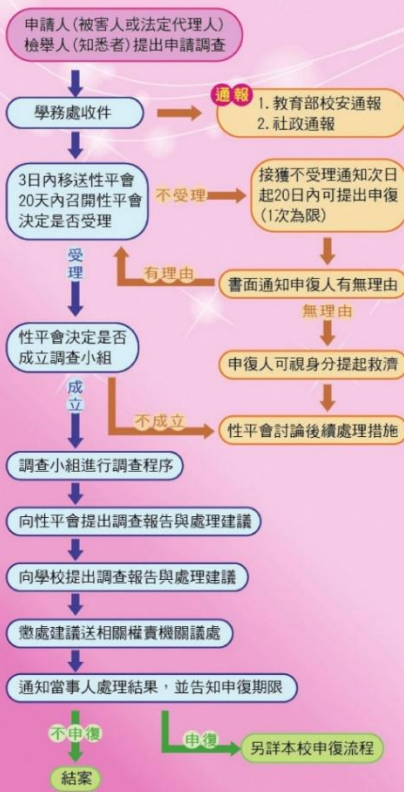 申請人(被害人或法定代理人)
檢舉人(知悉者)提出申請調查
學務處收件
通報
1.教育部校安通報
2.社政通報
3日內移送性平會
20天內召開性平會
決定是否受理
不受理
接獲不受理通知次日
起20日內可提出申復
(1次為限)
受理
有理由
書面通知申復人有無理由
無理由
性平會決定是否
成立調查小組
申復人可視身分提起救濟
成立
不成立
性平會討論後續處理措施
調查小組進行調查程序
向性平會提出調查報告與處理建議
向學校提出調查報告與處理建議
懲處建議送相關權責機關議處
通知當事人處理結果,並告知申復期限
不申復
申復
另詳本校申復流程
結案